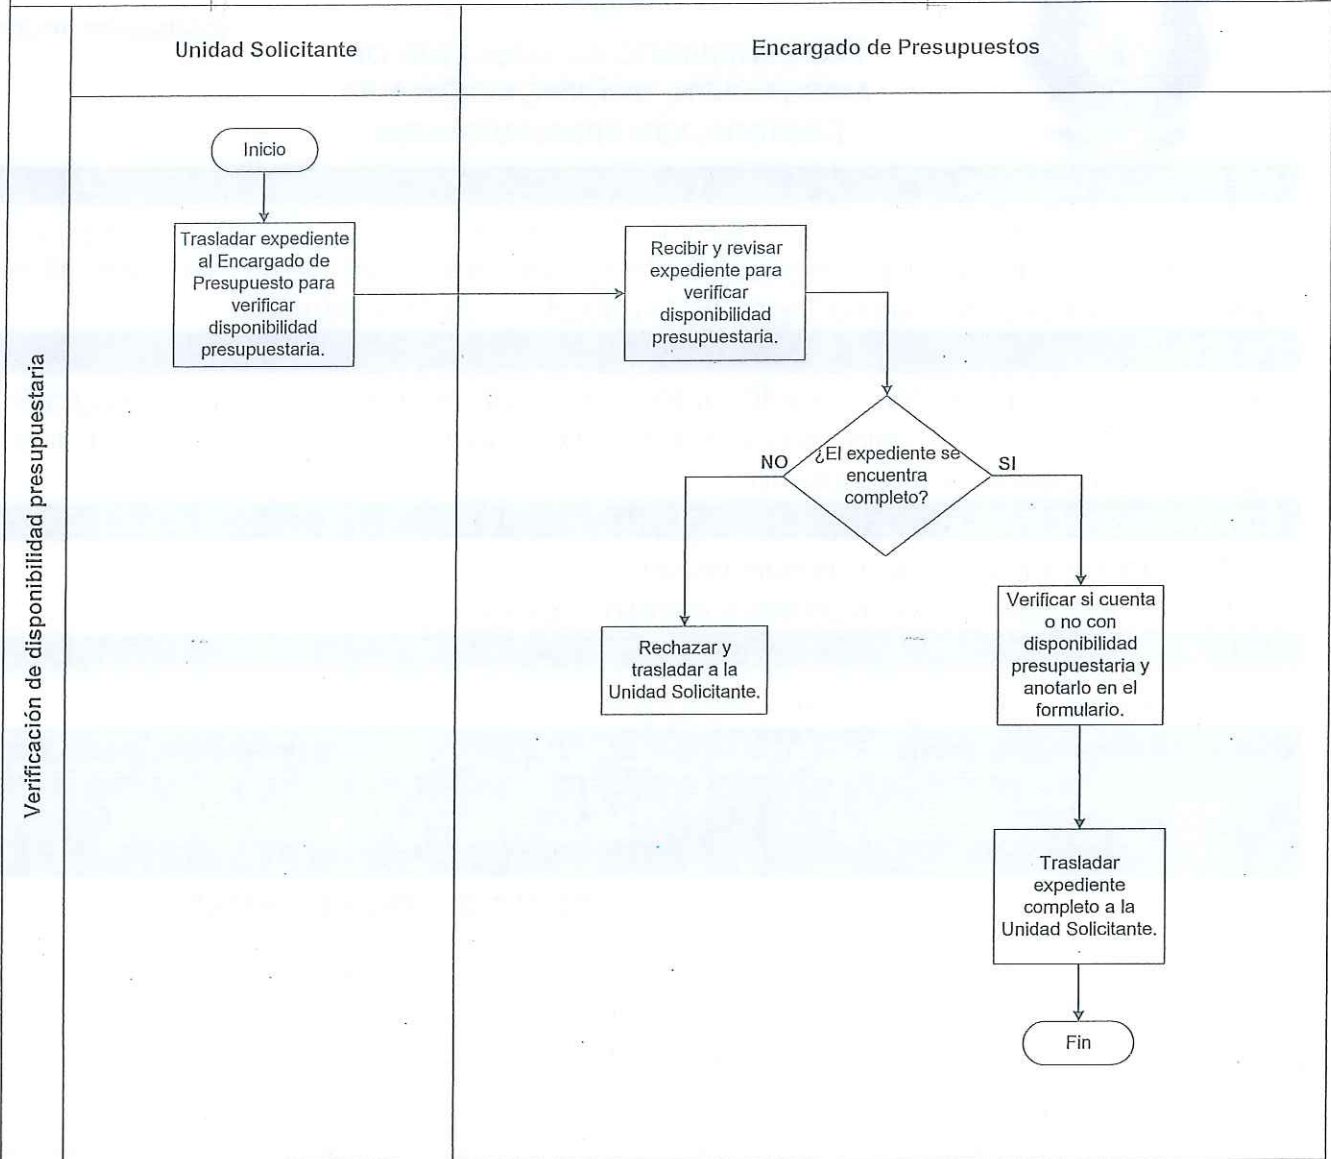 Unidad Solicitante
Encargado de Presupuestos
Verificación de disponibilidad presupuestaria
Inicio
Trasladar expediente
al Encargado de
Presupuesto para
verificar
disponibilidad
presupuestaria.
Recibir y revisar
expediente para
verificar
disponibilidad
presupuestaria.
¿El expediente se
encuentra
completo?
NO
SI
Rechazar y
trasladar a la
Unidad Solicitante.
Verificar si cuenta
o no con
disponibilidad
presupuestaria y
anotarlo en el
formulario.
Trasladar
expediente
completo a la
Unidad Solicitante.
Fin